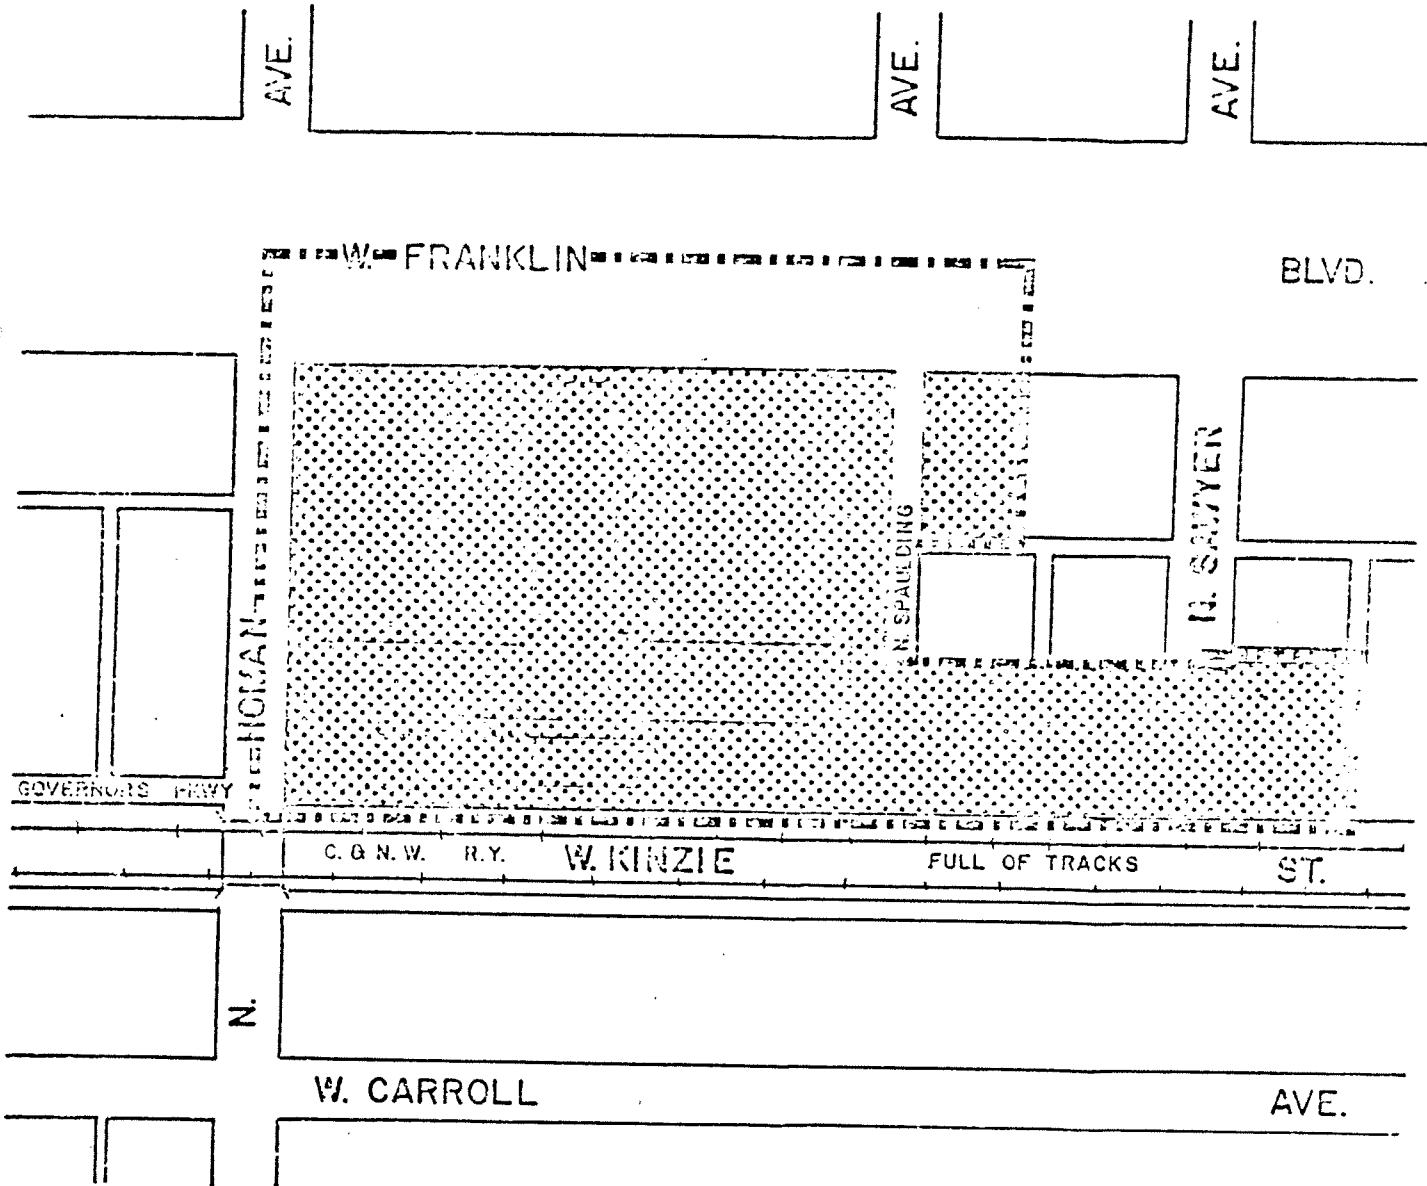 AVE.
AVE.
AVE.
W. FRANKLIN BLVD.
N. SAWYER
N. SPAULDING
HOMAN
GOVERNORS PKWY
C. & N. W. R.Y. W. KINZIE FULL OF TRACKS ST.
N.
W. CARROLL AVE.